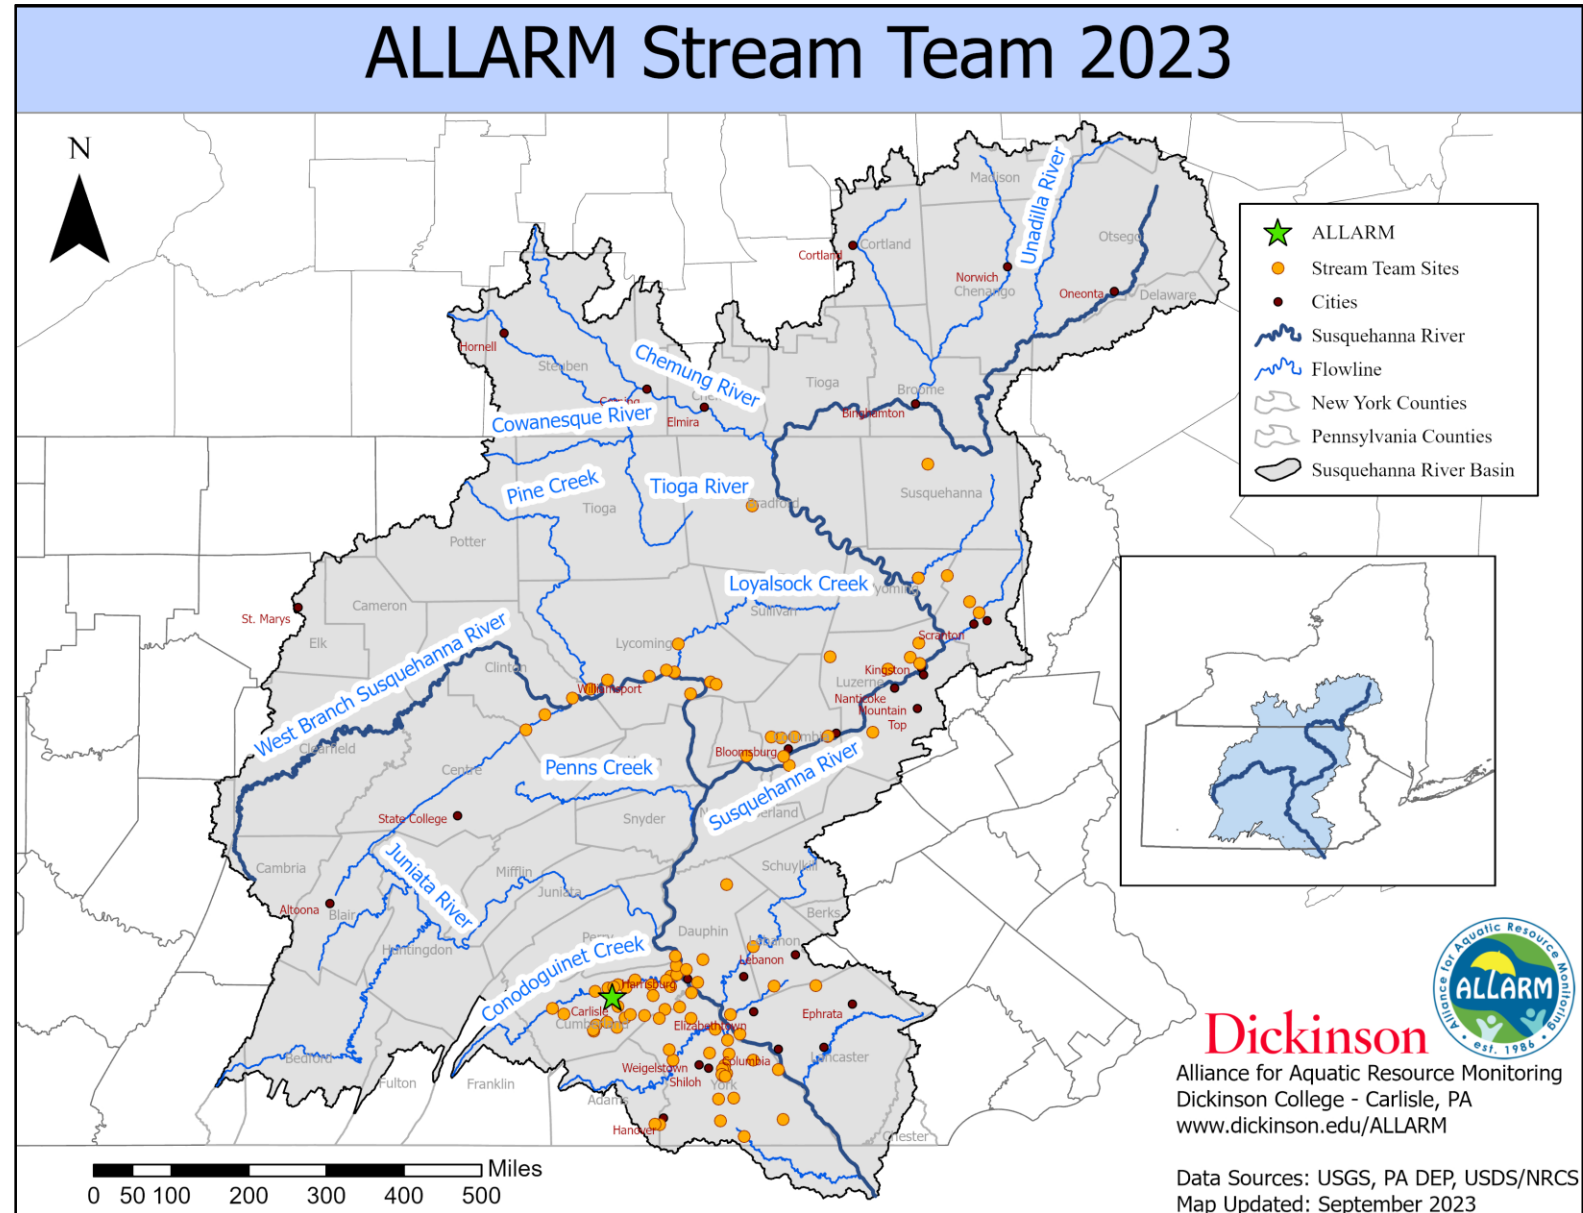 ALLARM Stream Team 2023
N
Madison
Unadilla River
Cortland
Cortland
Otsego
Norwich
Chenango
Oneonta
Delaware
ALLARM
Stream Team Sites
Cities
Susquehanna River
Flowline
New York Counties
Pennsylvania Counties
Susquehanna River Basin
Hornell
Steuben
Chemung River
Tioga
Broome
Binghamton
Cowanesque River
Elmira
Pine Creek
Tioga River
Tioga
Bradford
Susquehanna
Potter
Loyalsock Creek
Wyoming
Sullivan
St. Marys
Cameron
Elk
West Branch Susquehanna River
Clinton
Lycoming
Scranton
Kingston
Luzerne
Williamsport
Nanticoke
Mountain
Top
Clearfield
Centre
Bloomsburg
Columbia
Penns Creek
Susquehanna River
State College
Snyder
Juniata River
Cambria
Mifflin
Juniata
Schuylkill
Altoona
Blair
Berks
Huntingdon
Perry
Dauphin
Lebanon
Lebanon
Conodoguinet Creek
Harrisburg
Carlisle
Cumberland
Elizabethtown
Ephrata
Bedford
Fulton
Franklin
Weigelstown
Columbia
Lancaster
Shiloh
York
Adams
Hanover
Chester
Alliance for Aquatic Resource Monitoring
ALLARM
est. 1986
Dickinson
Alliance for Aquatic Resource Monitoring
Dickinson College - Carlisle, PA
www.dickinson.edu/ALLARM
Data Sources: USGS, PA DEP, USDS/NRCS
Map Updated: September 2023
Miles
0 50 100 200 300 400 500